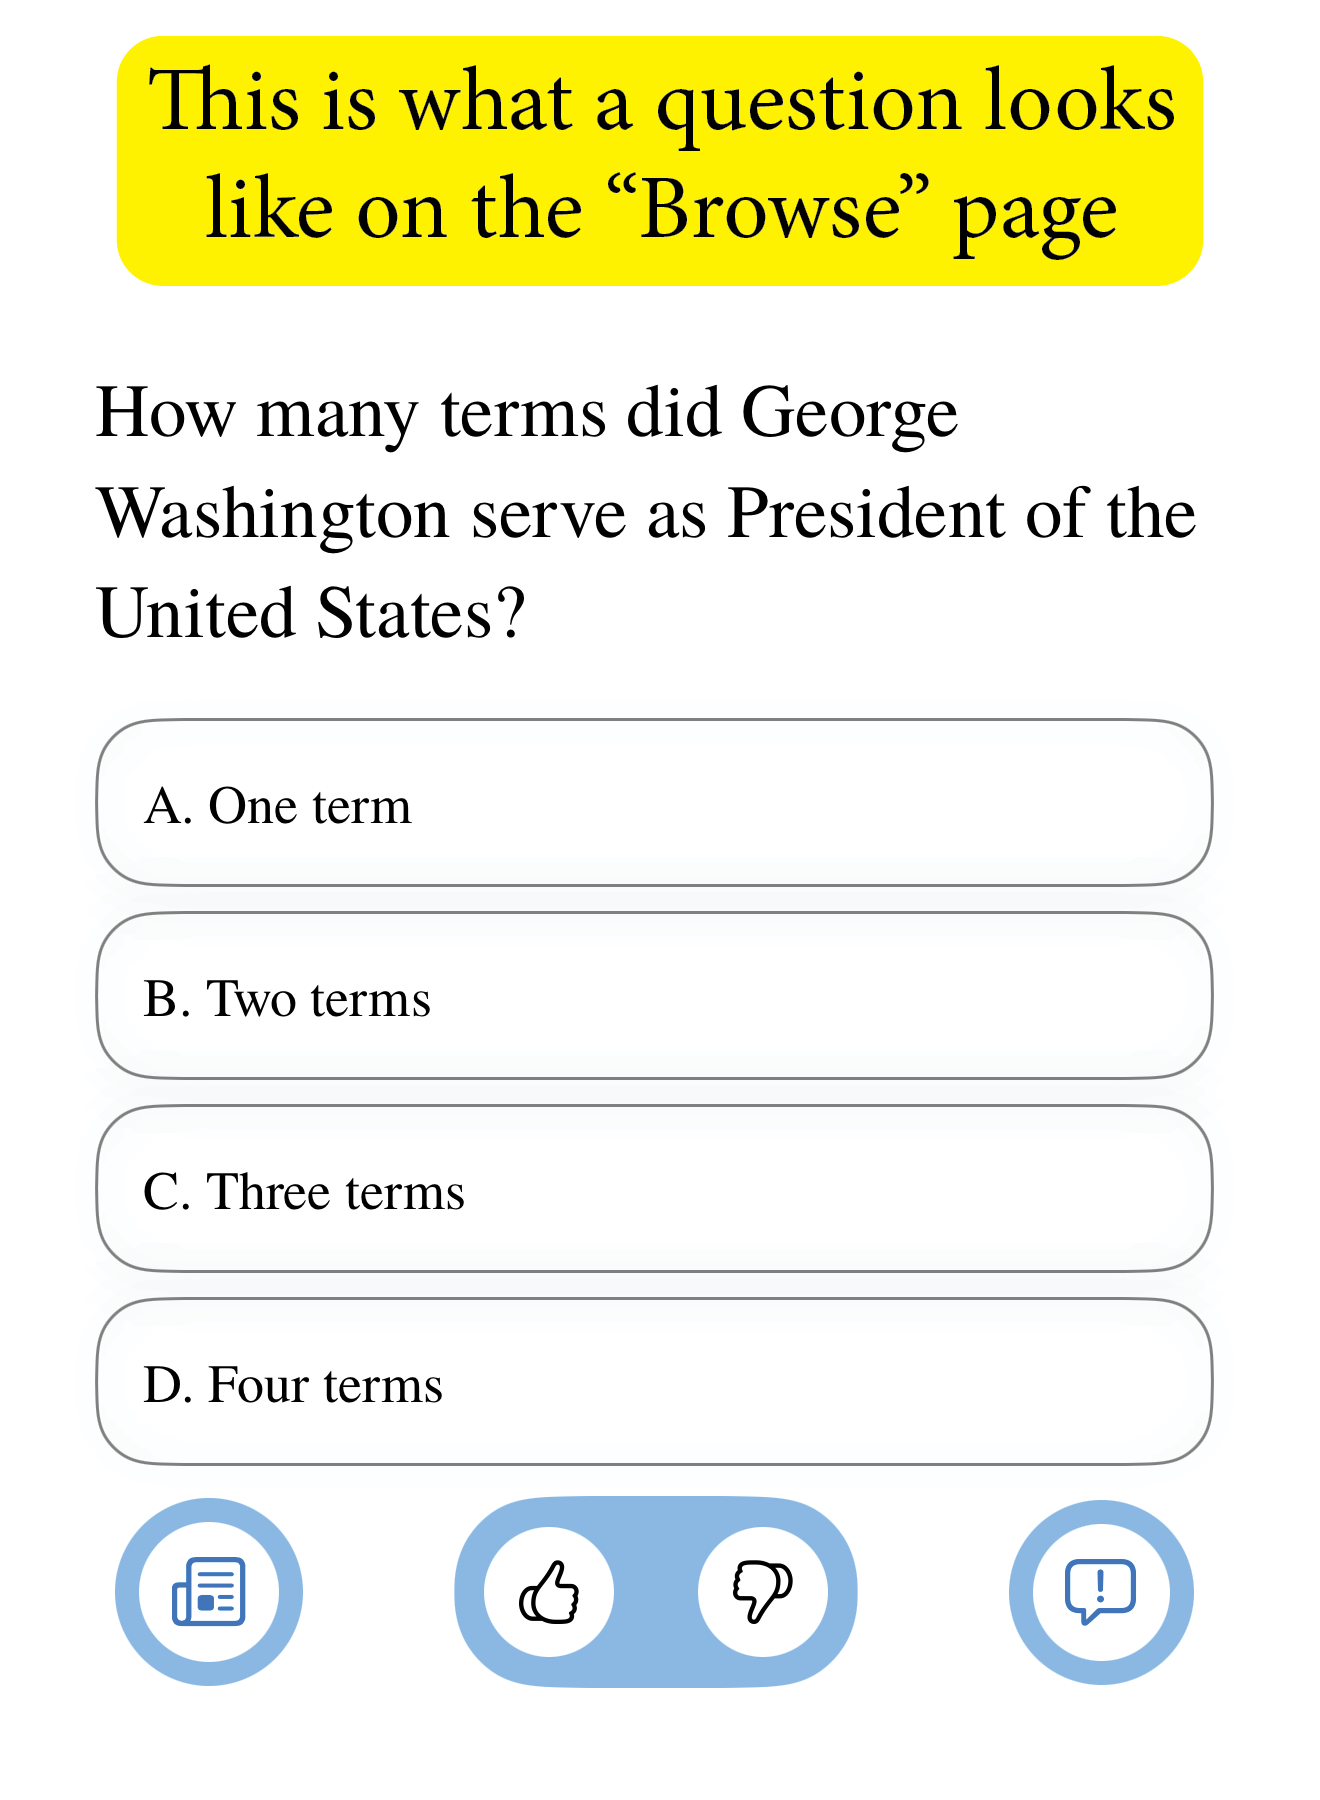 This is what a question looks
like on the “Browse” page
How many terms did George
Washington serve as President of the
United States?
A. One term
B. Two terms
C. Three terms
D. Four terms